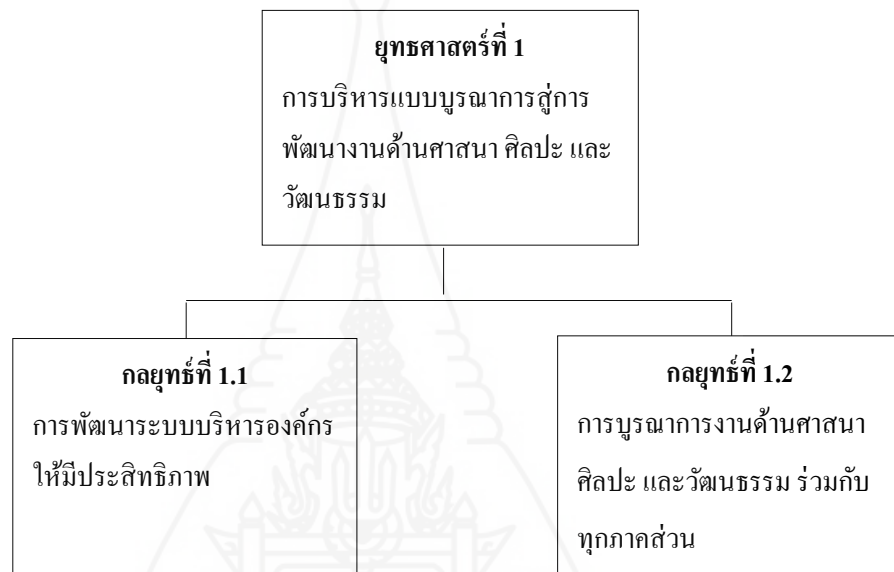 ยุทธศาสตร์ที่ 1
การบริหารแบบบูรณาการสู่การ
พัฒนางานด้านศาสนา ศิลปะ และ
วัฒนธรรม
กลยุทธ์ที่ 1.1
การพัฒนาระบบบริหารองค์กร
ให้มีประสิทธิภาพ
กลยุทธ์ที่ 1.2
การบูรณาการงานด้านศาสนา
ศิลปะ และวัฒนธรรม ร่วมกับ
ทุกภาคส่วน